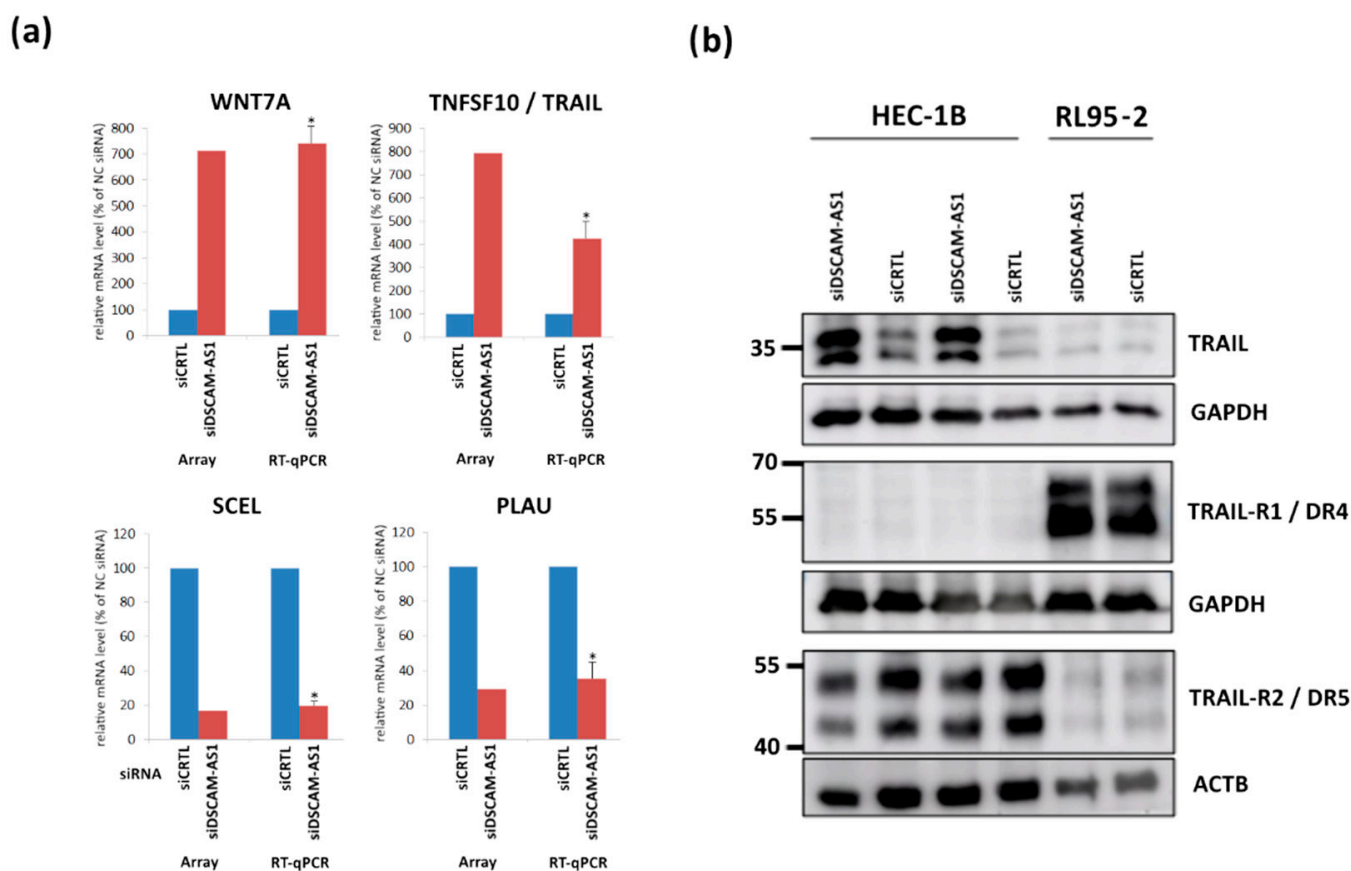 (a)
WNT7A
relative mRNA level (% of NC siRNA)
800
700
600
500
400
300
200
100
0
*
siCRTL
siDSCAM-AS1
siCRTL
siDSCAM-AS1
Array
RT-qPCR
TNFSF10 / TRAIL
relative mRNA level (% of NC siRNA)
900
800
700
600
500
400
300
200
100
0
*
siCRTL
siDSCAM-AS1
siCRTL
siDSCAM-AS1
Array
RT-qPCR
SCEL
relative mRNA level (% of NC siRNA)
120
100
80
60
40
20
0
*
siRNA
siCRTL
siDSCAM-AS1
siCRTL
siDSCAM-AS1
Array
RT-qPCR
PLAU
relative mRNA level (% of NC siRNA)
120
100
80
60
40
20
0
*
siCRTL
siDSCAM-AS1
siCRTL
siDSCAM-AS1
Array
RT-qPCR
(b)
HEC-1B
RL95-2
siDSCAM-AS1
siCRTL
siDSCAM-AS1
siCRTL
siDSCAM-AS1
siCRTL
35
TRAIL
GAPDH
70
55
TRAIL-R1 / DR4
GAPDH
55
40
TRAIL-R2 / DR5
ACTB